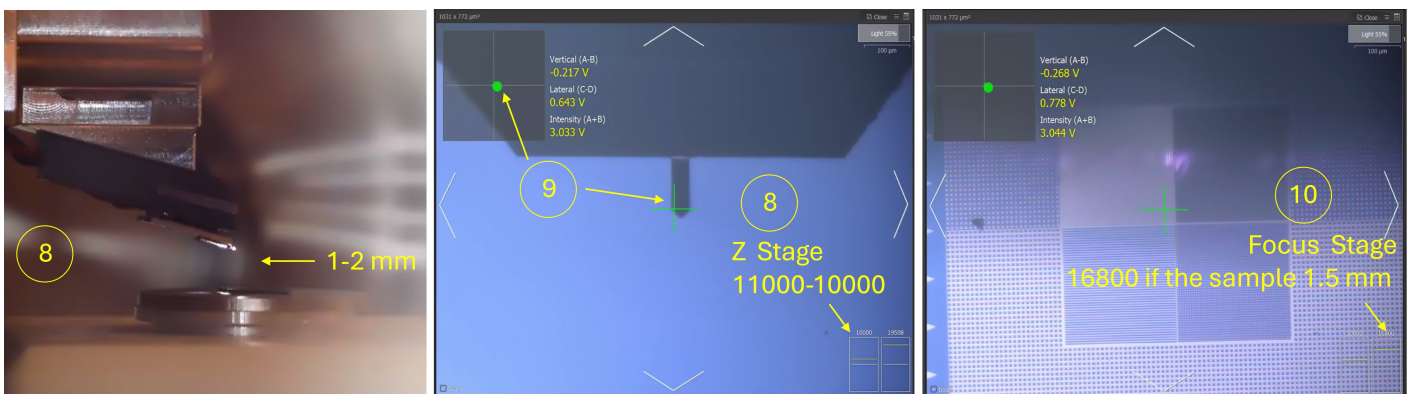 8
1-2 mm
1031 x 772 µm²
Close
Light 55%
100 µm
Vertical (A-B)
-0.217 V
Lateral (C-D)
0.643 V
Intensity (A+B)
3.033 V
9
8
Z Stage
11000-10000
10000 19508
1031 x 772 µm²
Close
Light 55%
100 µm
Vertical (A-B)
-0.268 V
Lateral (C-D)
0.778 V
Intensity (A+B)
3.044 V
10
Focus Stage
16800 if the sample 1.5 mm